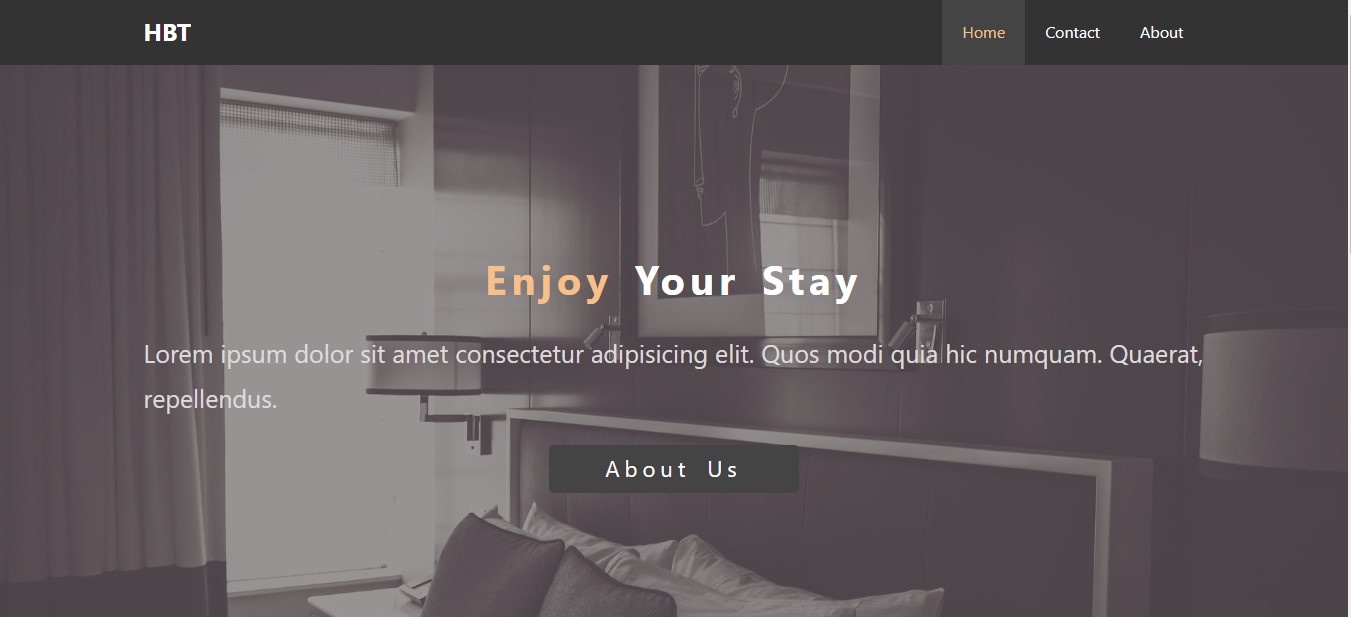 HBT
Home
Contact
About
Enjoy Your Stay
Lorem ipsum dolor sit amet consectetur adipisicing elit. Quos modi quia hic numquam. Quaerat,
repellendus.
About Us